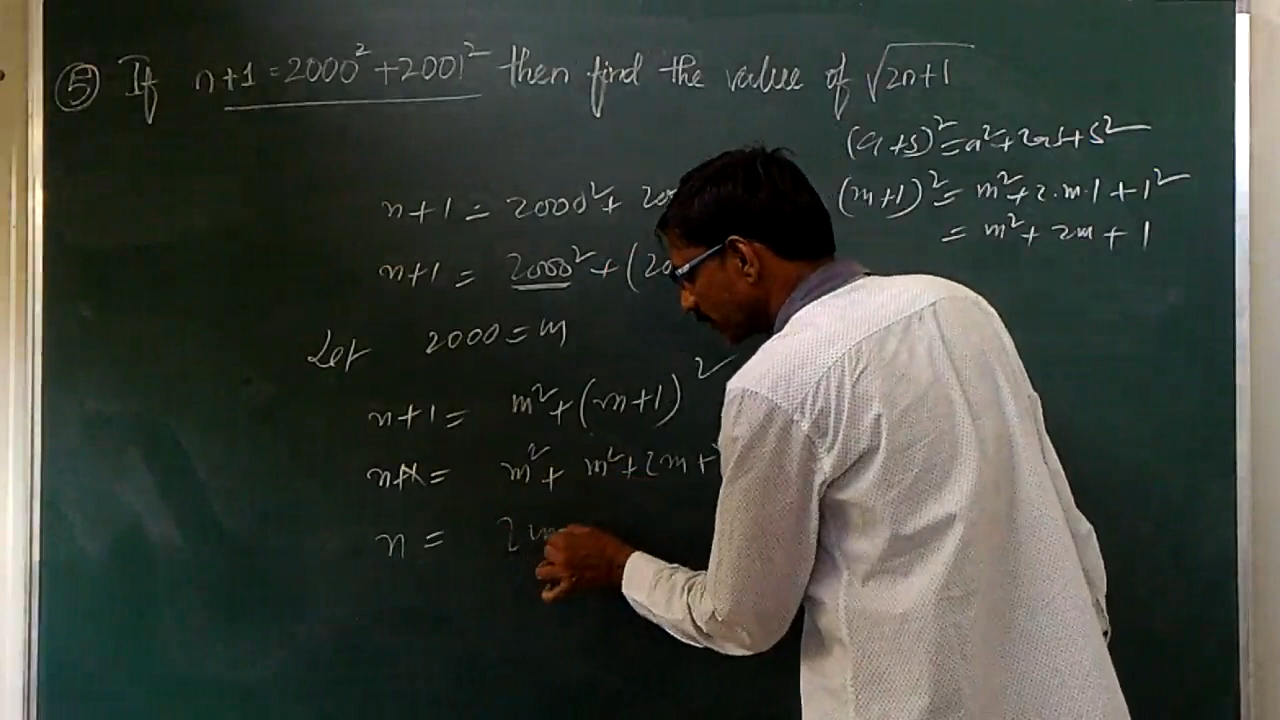 ⑤ If n+1 = 2000² + 2001² then find the value of √2n+1
(a+b)² = a² + 2ab + b²
n+1 = 2000² +
(m+1)² = m² + 2.m.1 + 1²
= m² + 2m + 1
n+1 = 2000² + (
Let 2000 = m
n+1 = m² + (m+1)²
n+1 = m² + m² + 2m +
n = 2m